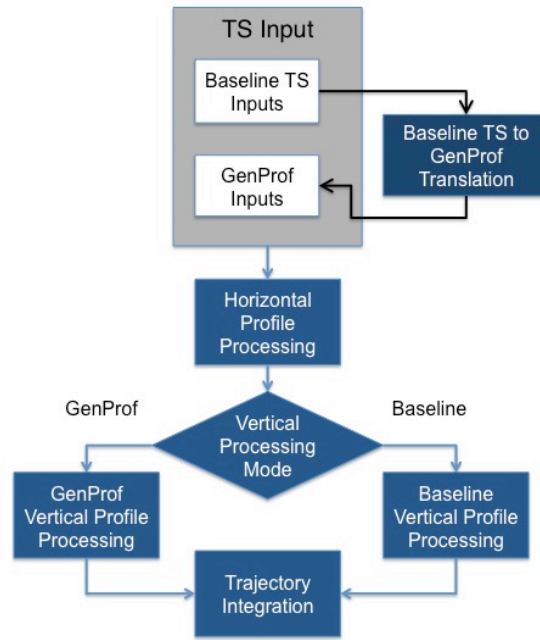 TS Input
Baseline TS
Inputs
Baseline TS to
GenProf
Translation
GenProf
Inputs
Horizontal
Profile
Processing
GenProf
Baseline
Vertical
Processing
Mode
GenProf
Vertical Profile
Processing
Baseline
Vertical Profile
Processing
Trajectory
Integration